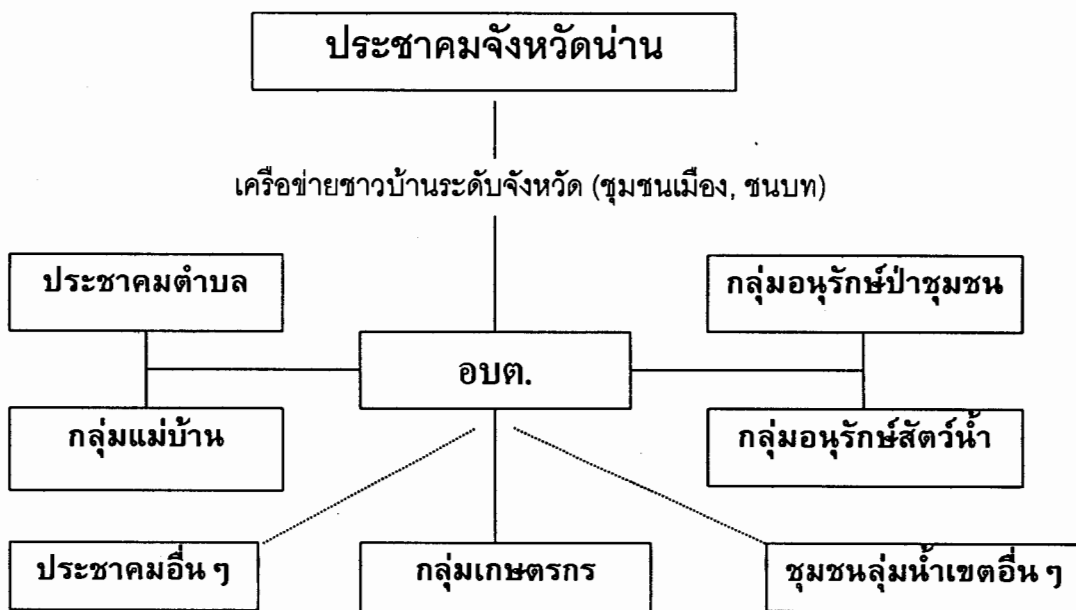 ประชาคมจังหวัดน่าน
เครือข่ายชาวบ้านระดับจังหวัด (ชุมชนเมือง, ชนบท)
ประชาคมตำบล
กลุ่มอนุรักษ์ป่าชุมชน
อบต.
กลุ่มแม่บ้าน
กลุ่มอนุรักษ์สัตว์น้ำ
ประชาคมอื่น ๆ
กลุ่มเกษตรกร
ชุมชนลุ่มน้ำเขตอื่น ๆ